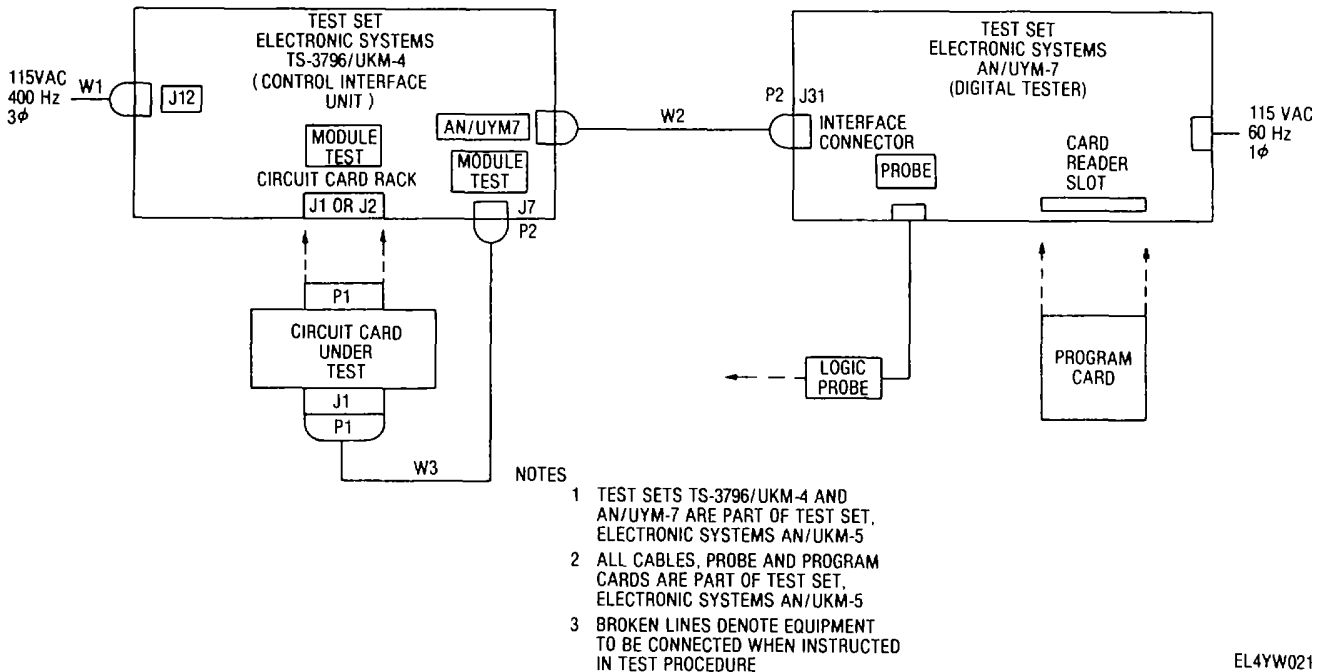 TEST SET
ELECTRONIC SYSTEMS
TS-3796/UKM-4
(CONTROL INTERFACE
UNIT)
115VAC
400 Hz
3ϕ
W1
J12
MODULE
TEST
CIRCUIT CARD RACK
J1 OR J2
AN/UYM7
MODULE
TEST
J7
P2
W2
TEST SET
ELECTRONIC SYSTEMS
AN/UYM-7
(DIGITAL TESTER)
P2 J31
INTERFACE
CONNECTOR
PROBE
CARD
READER
SLOT
115 VAC
60 Hz
1ϕ
P1
CIRCUIT CARD
UNDER
TEST
J1
P1
W3
LOGIC
PROBE
PROGRAM
CARD
NOTES
1 TEST SETS TS-3796/UKM-4 AND
AN/UYM-7 ARE PART OF TEST SET,
ELECTRONIC SYSTEMS AN/UKM-5
2 ALL CABLES, PROBE AND PROGRAM
CARDS ARE PART OF TEST SET,
ELECTRONIC SYSTEMS AN/UKM-5
3 BROKEN LINES DENOTE EQUIPMENT
TO BE CONNECTED WHEN INSTRUCTED
IN TEST PROCEDURE
EL4YW021